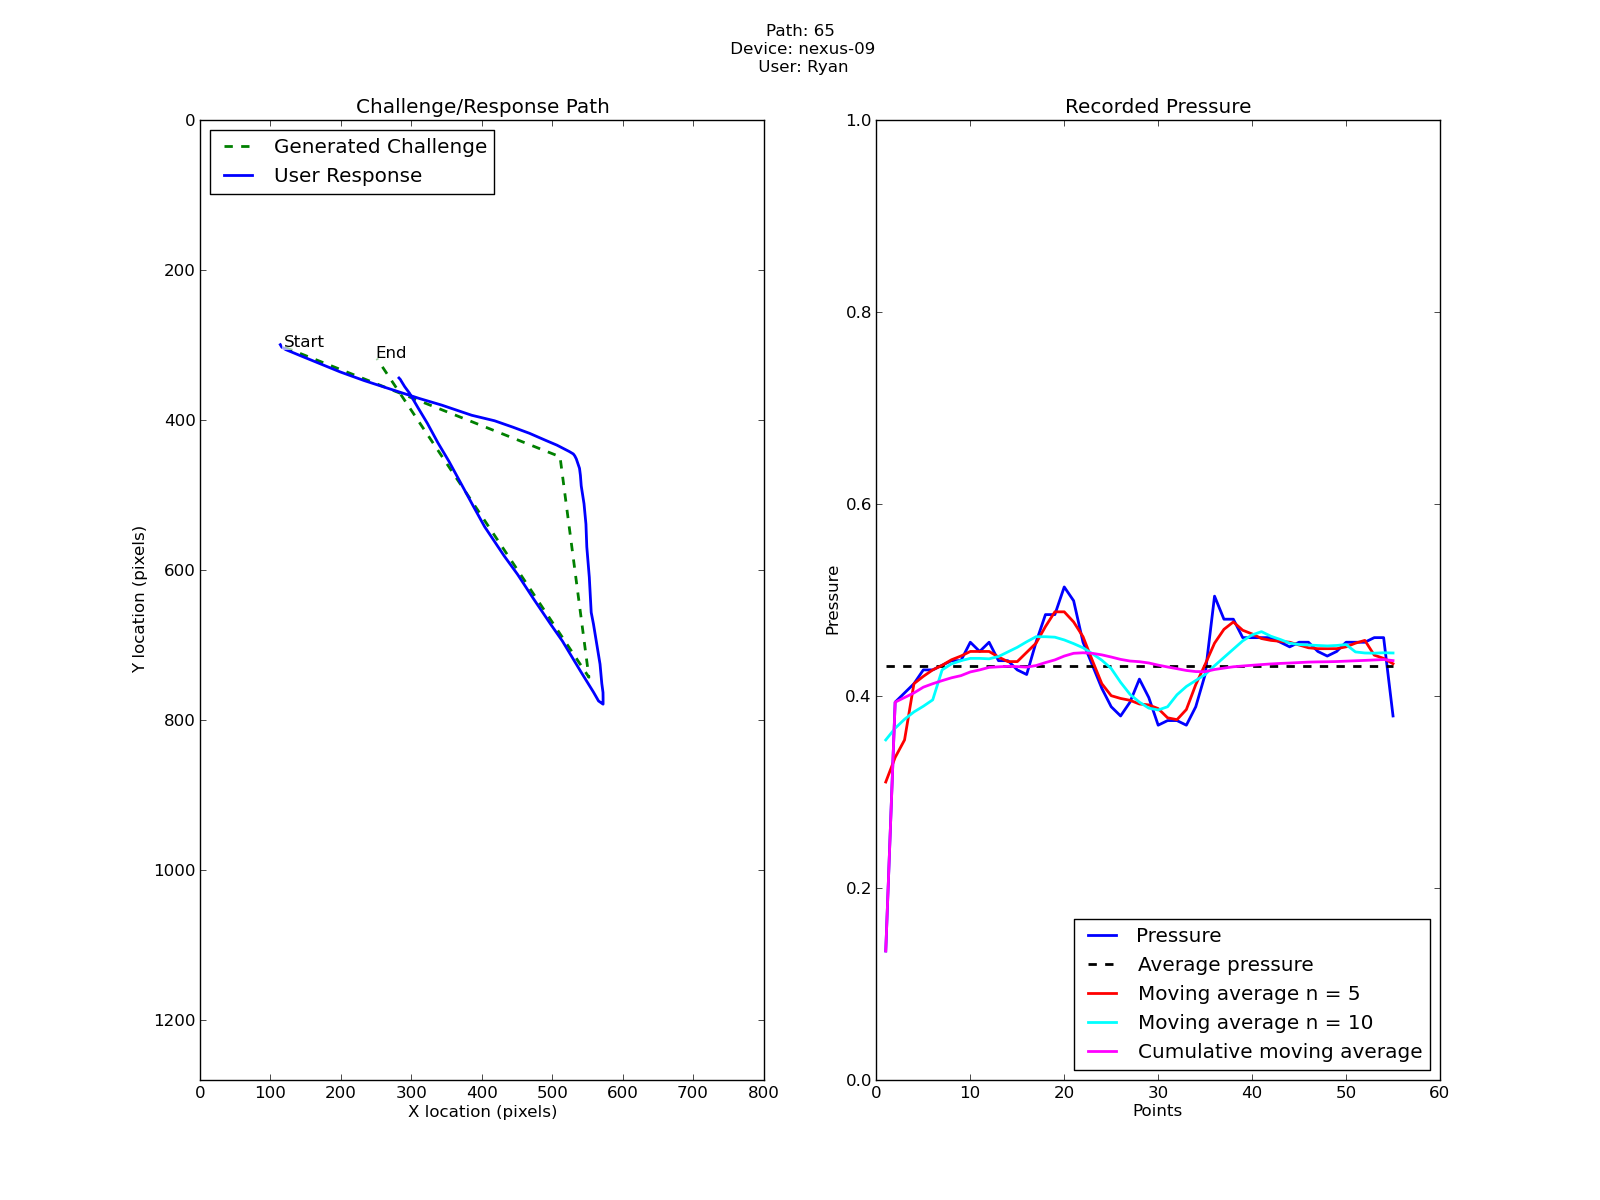 Path: 65
Device: nexus-09
User: Ryan
Challenge/Response Path
Generated Challenge
User Response
Start
End
0
200
400
600
800
1000
1200
Y location (pixels)
0 100 200 300 400 500 600 700 800
X location (pixels)
Recorded Pressure
1.0
0.8
0.6
0.4
0.2
0.0
Pressure
Pressure
Average pressure
Moving average n = 5
Moving average n = 10
Cumulative moving average
0 10 20 30 40 50 60
Points